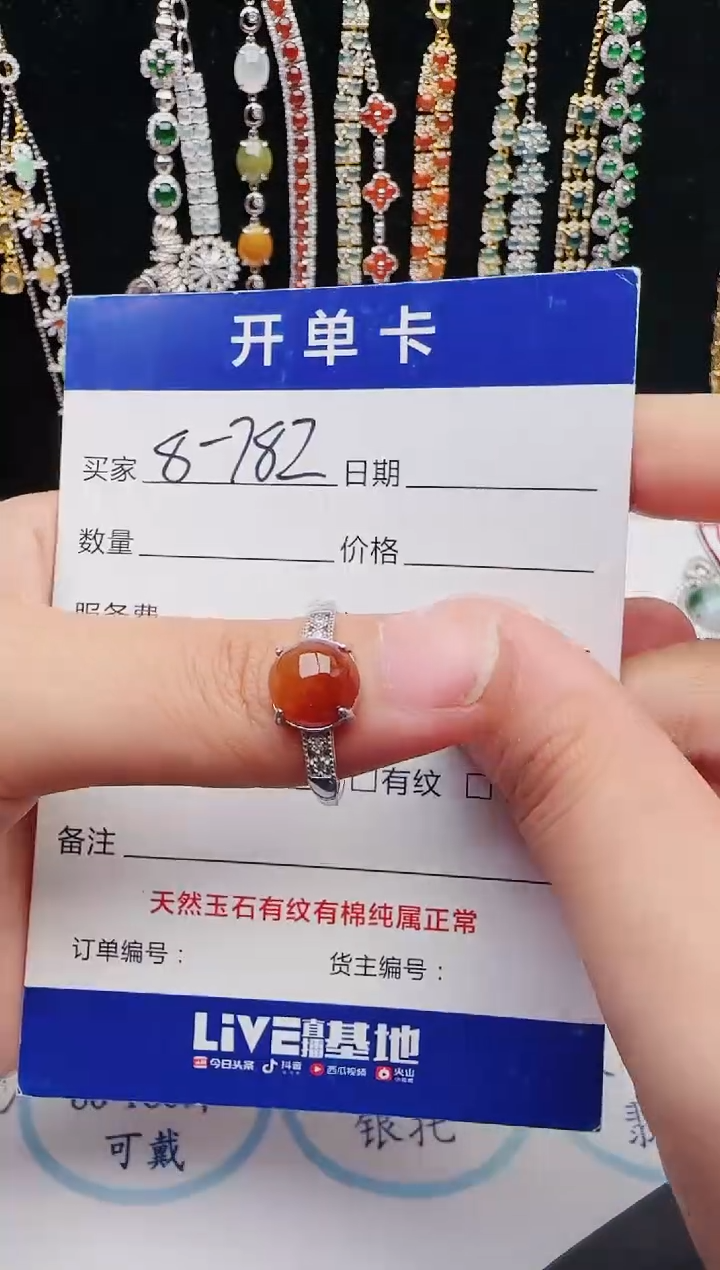 开单卡
买家 8-782 日期
数量 价格
服务费
有纹
备注
天然玉石有纹有棉纯属正常
订单编号： 货主编号：
LiVE直播基地
今日头条 抖音 西瓜视频 火山
可戴